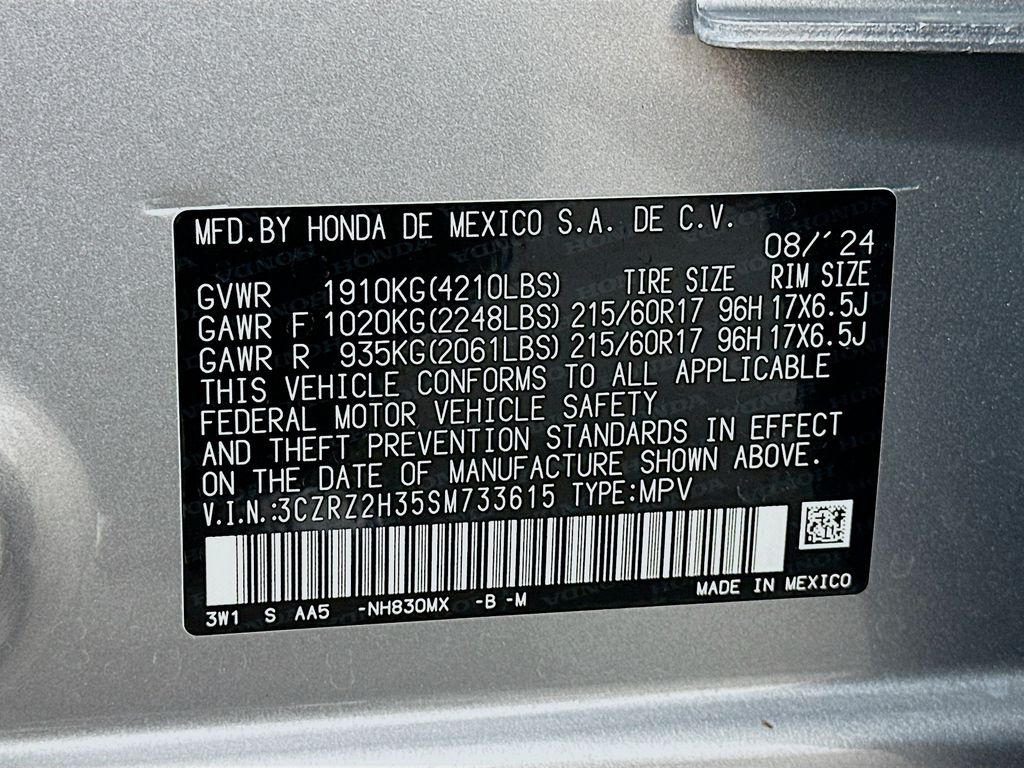 MFD.BY HONDA DE MEXICO S.A. DE C.V.
08/´24
GVWR 1910KG(4210LBS) TIRE SIZE RIM SIZE
GAWR F 1020KG(2248LBS) 215/60R17 96H 17X6.5J
GAWR R 935KG(2061LBS) 215/60R17 96H 17X6.5J
THIS VEHICLE CONFORMS TO ALL APPLICABLE
FEDERAL MOTOR VEHICLE SAFETY
AND THEFT PREVENTION STANDARDS IN EFFECT
ON THE DATE OF MANUFACTURE SHOWN ABOVE.
V.I.N.:3CZRZ2H35SM733615 TYPE:MPV
3W1 S AA5 -NH830MX -B -M MADE IN MEXICO